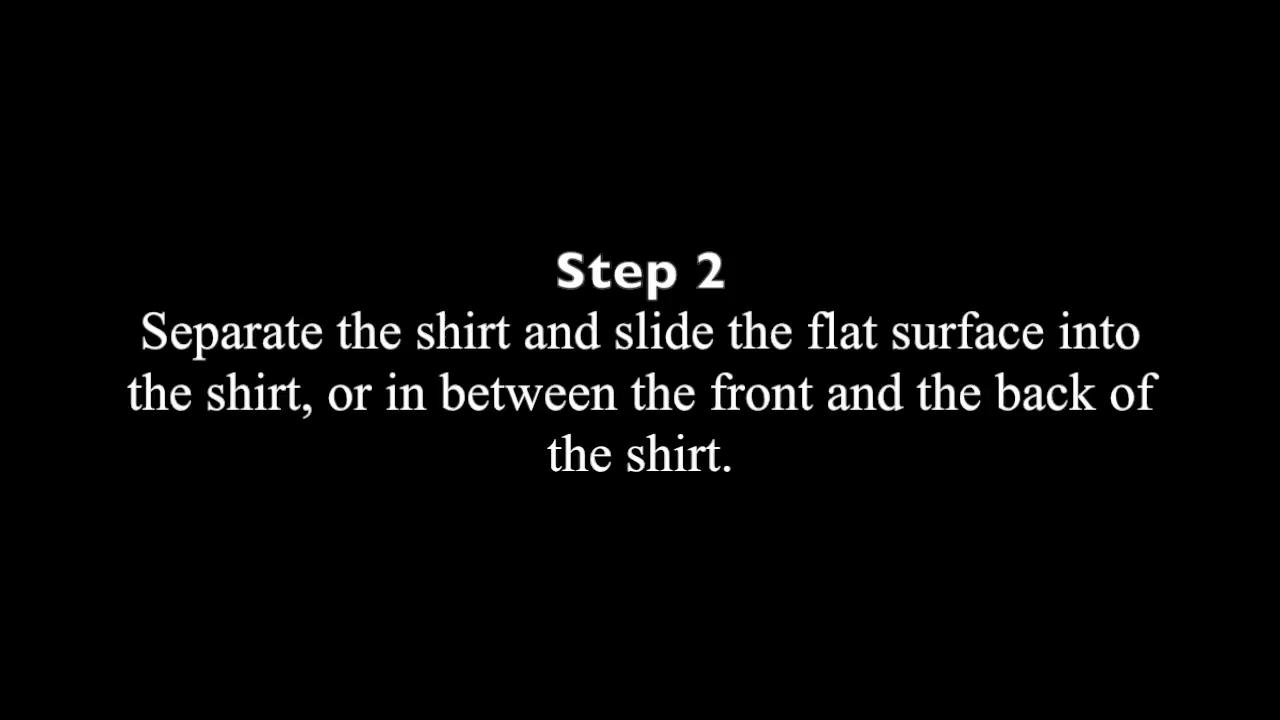 Step 2
Separate the shirt and slide the flat surface into
the shirt, or in between the front and the back of
the shirt.